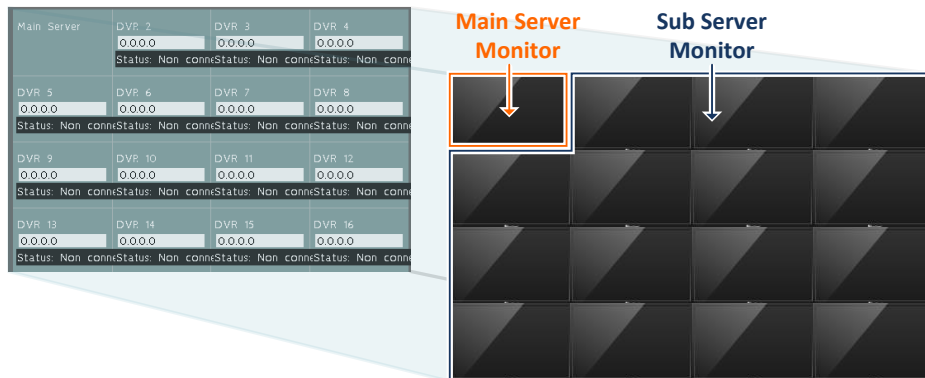 Main Server DVR 2 DVR 3 DVR 4
0.0.0.0 0.0.0.0 0.0.0.0
Status: Non conne Status: Non conne Status: Non conne
DVR 5 DVR 6 DVR 7 DVR 8
0.0.0.0 0.0.0.0 0.0.0.0 0.0.0.0
Status: Non conne Status: Non conne Status: Non conne Status: Non conne
DVR 9 DVR 10 DVR 11 DVR 12
0.0.0.0 0.0.0.0 0.0.0.0 0.0.0.0
Status: Non conne Status: Non conne Status: Non conne Status: Non conne
DVR 13 DVR 14 DVR 15 DVR 16
0.0.0.0 0.0.0.0 0.0.0.0 0.0.0.0
Status: Non conne Status: Non conne Status: Non conne Status: Non conne
Main Server
Monitor
Sub Server
Monitor